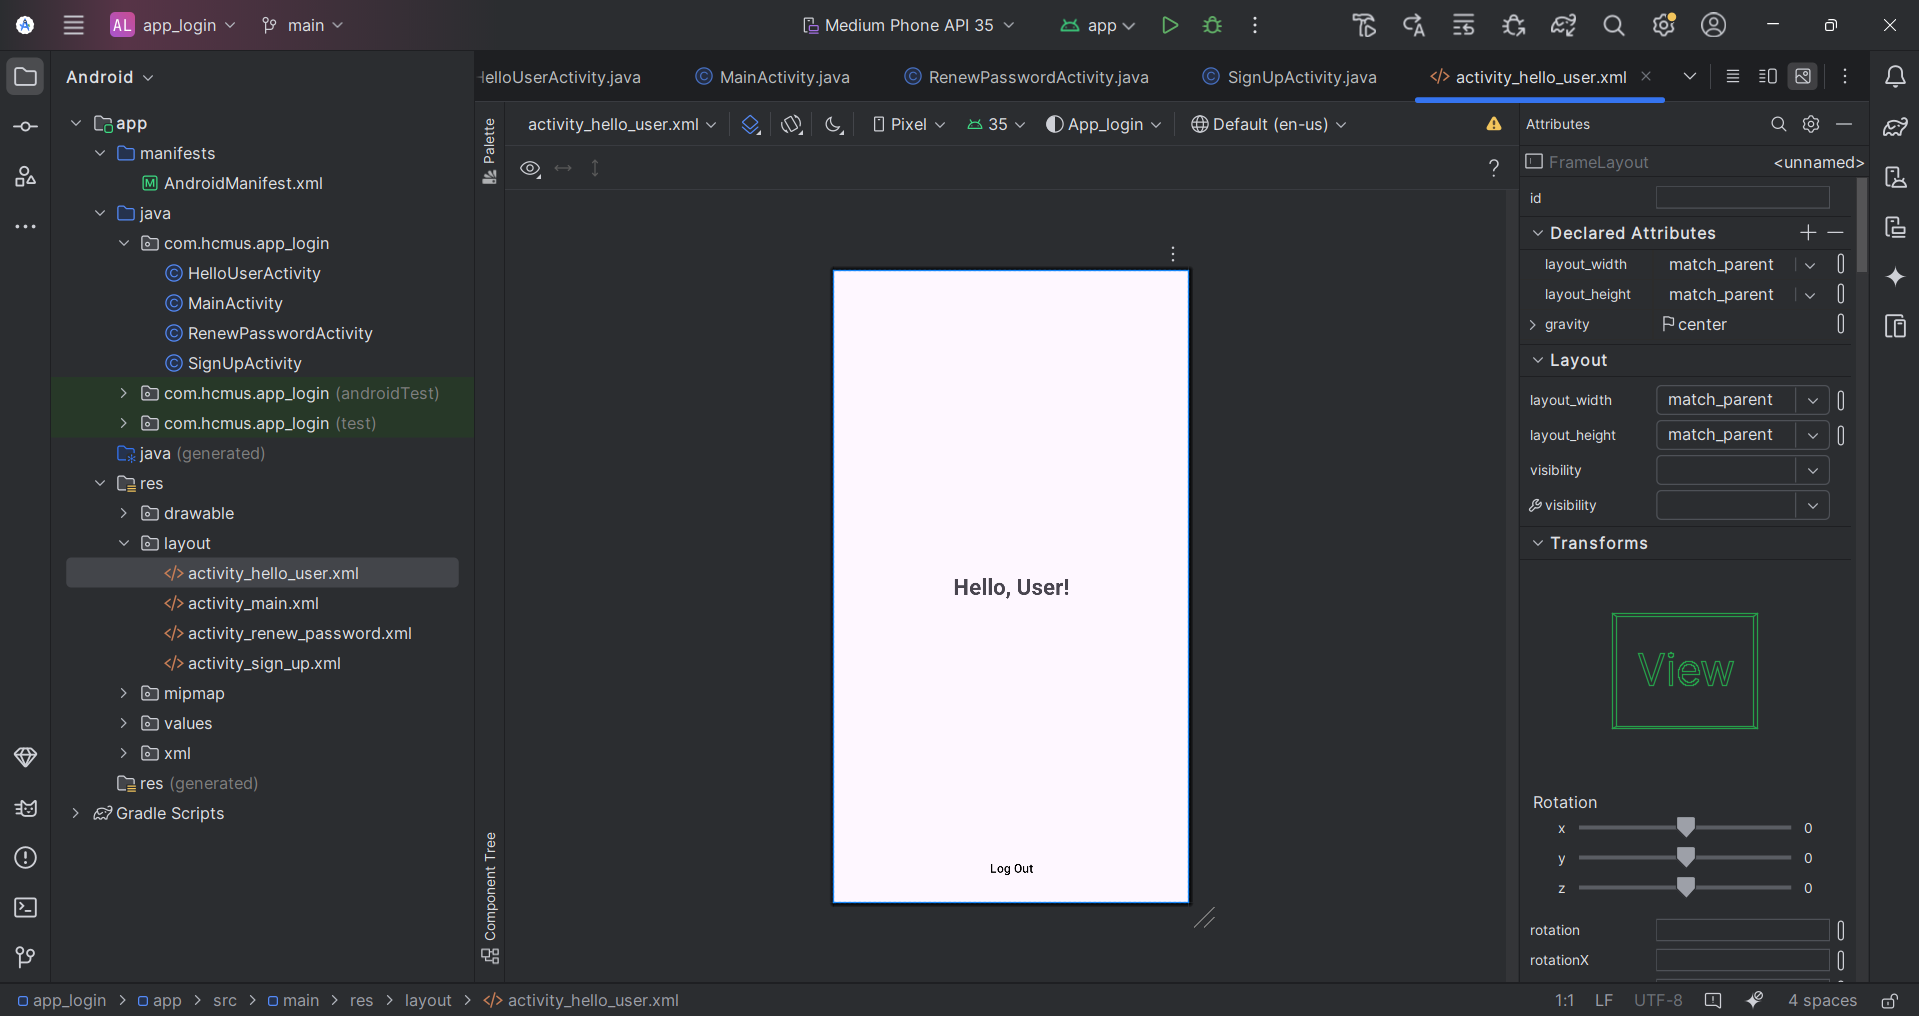 AL app_login main Medium Phone API 35 app
Android
elloUserActivity.java MainActivity.java RenewPasswordActivity.java SignUpActivity.java activity_hello_user.xml
app
manifests
AndroidManifest.xml
java
com.hcmus.app_login
HelloUserActivity
MainActivity
RenewPasswordActivity
SignUpActivity
com.hcmus.app_login (androidTest)
com.hcmus.app_login (test)
java (generated)
res
drawable
layout
activity_hello_user.xml
activity_main.xml
activity_renew_password.xml
activity_sign_up.xml
mipmap
values
xml
res (generated)
Gradle Scripts
Palette
Component Tree
activity_hello_user.xml Pixel 35 App_login Default (en-us)
?
Hello, User!
Log Out
Attributes
FrameLayout <unnamed>
id
Declared Attributes
layout_width match_parent
layout_height match_parent
gravity center
Layout
layout_width match_parent
layout_height match_parent
visibility
visibility
Transforms
View
Rotation
x 0
y 0
z 0
rotation
rotationX
app_login > app > src > main > res > layout > activity_hello_user.xml 1:1 LF UTF-8 4 spaces